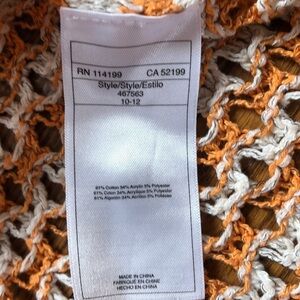 RN 114199 CA 52199
Style/Style/Estilo
467563
10-12
61% Cotton 34% Acrylic 5% Polyester
61% Coton 34% Acrylique 5% Polyester
61% Algodón 34% Acrílico 5% Poliéster
MADE IN CHINA
FABRIQUÉ EN CHINE
HECHO EN CHINA